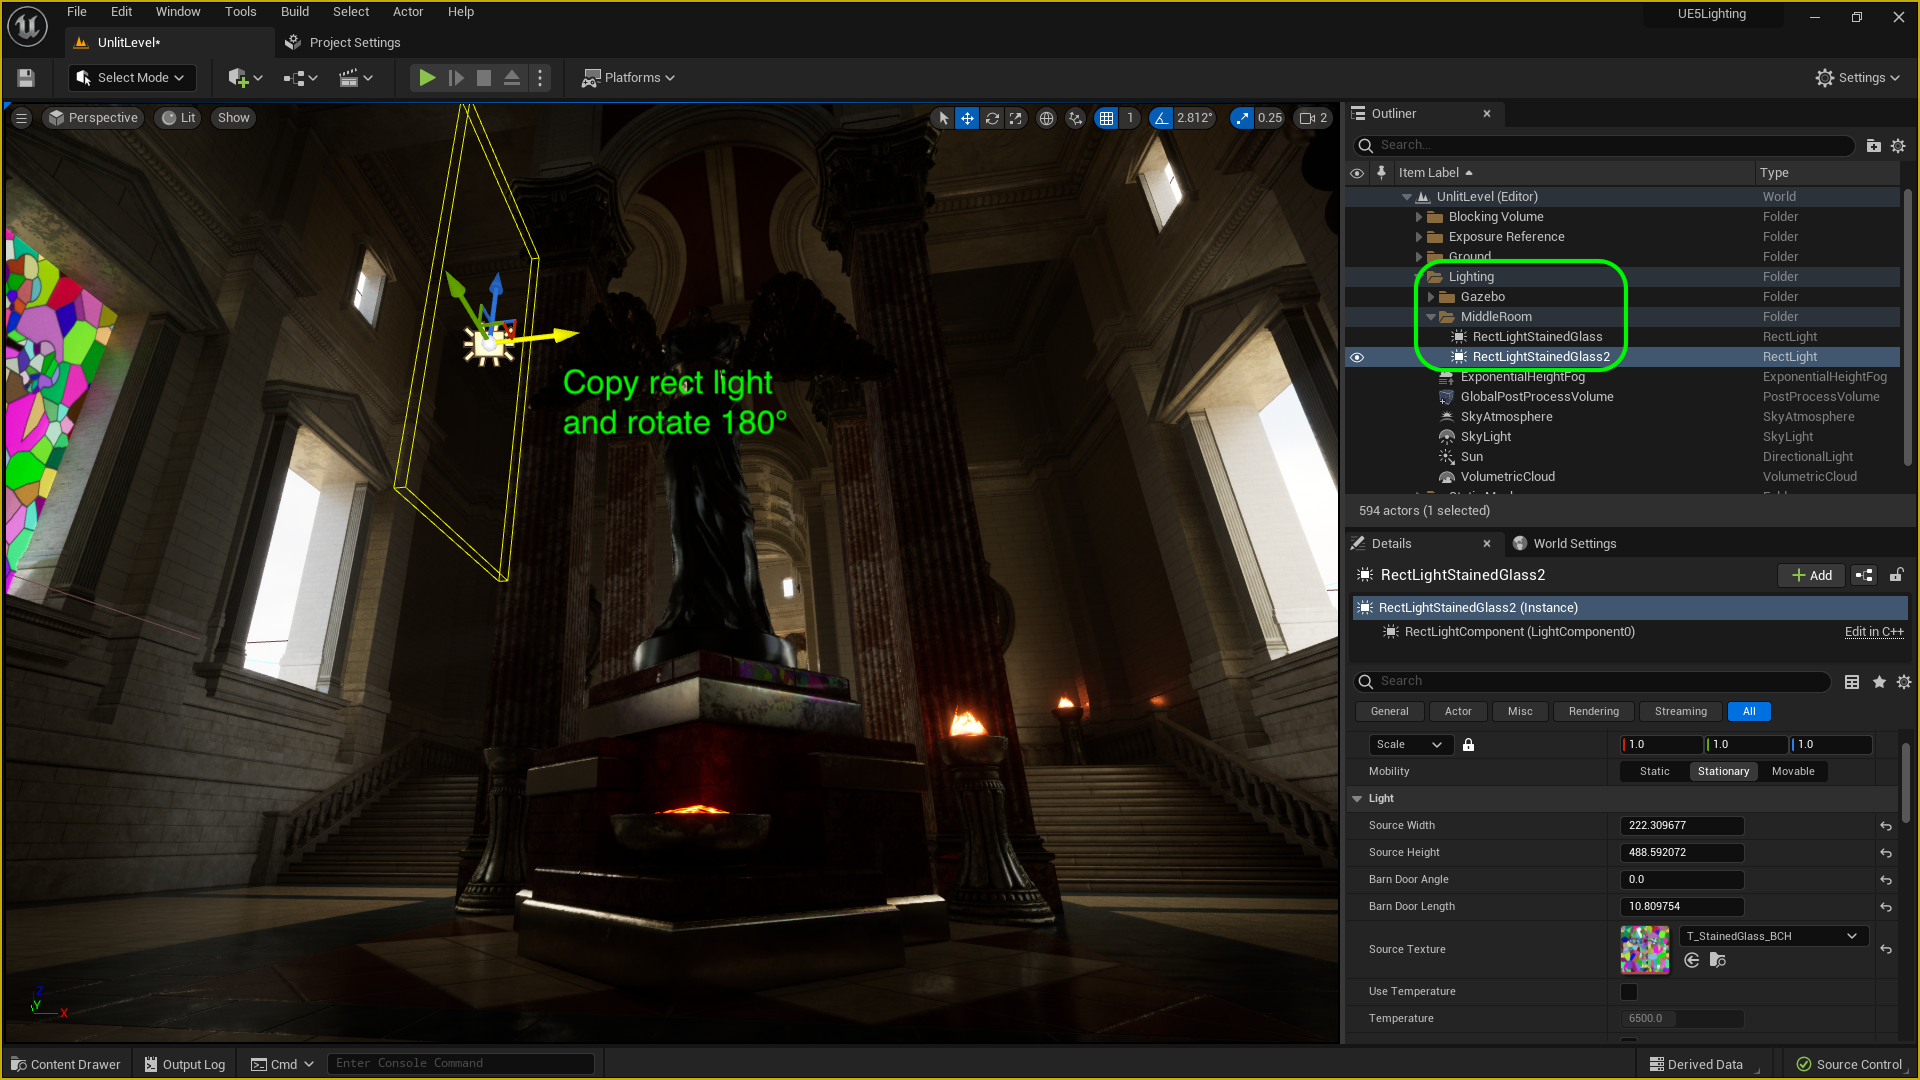 File Edit Window Tools Build Select Actor Help
UE5Lighting
UnlitLevel*
Project Settings
Select Mode
Platforms
Settings
Perspective
Lit
Show
1
2.812°
0.25
2
Copy rect light
and rotate 180°
Z
Y
X
Outliner
Search...
Item Label
Type
UnlitLevel (Editor) World
Blocking Volume Folder
Exposure Reference Folder
Ground Folder
Lighting Folder
Gazebo Folder
MiddleRoom Folder
RectLightStainedGlass RectLight
RectLightStainedGlass2 RectLight
ExponentialHeightFog ExponentialHeightFog
GlobalPostProcessVolume PostProcessVolume
SkyAtmosphere SkyAtmosphere
SkyLight SkyLight
Sun DirectionalLight
VolumetricCloud VolumetricCloud
594 actors (1 selected)
Details
World Settings
RectLightStainedGlass2
Add
RectLightStainedGlass2 (Instance)
RectLightComponent (LightComponent0)
Edit in C++
Search
General Actor Misc Rendering Streaming All
Scale 1.0 1.0 1.0
Mobility Static Stationary Movable
Light
Source Width 222.309677
Source Height 488.592072
Barn Door Angle 0.0
Barn Door Length 10.809754
Source Texture T_StainedGlass_BCH
Use Temperature
Temperature 6500.0
Content Drawer
Output Log
Cmd
Enter Console Command
Derived Data
Source Control